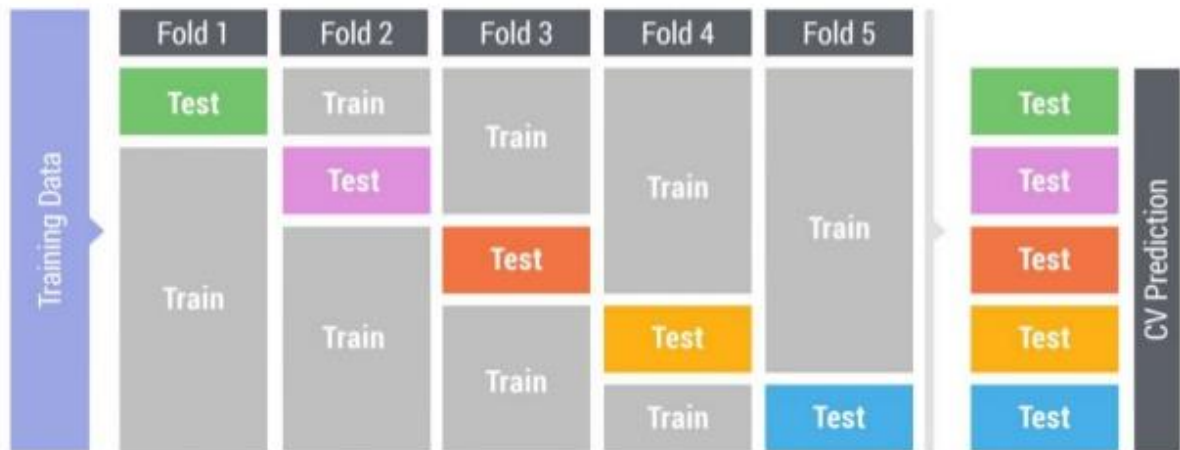 Training Data
Fold 1
Fold 2
Fold 3
Fold 4
Fold 5
Test
Train
Train
Test
Train
Train
Test
Train
Train
Test
Train
Train
Test
Test
Test
Test
Test
Test
CV Prediction